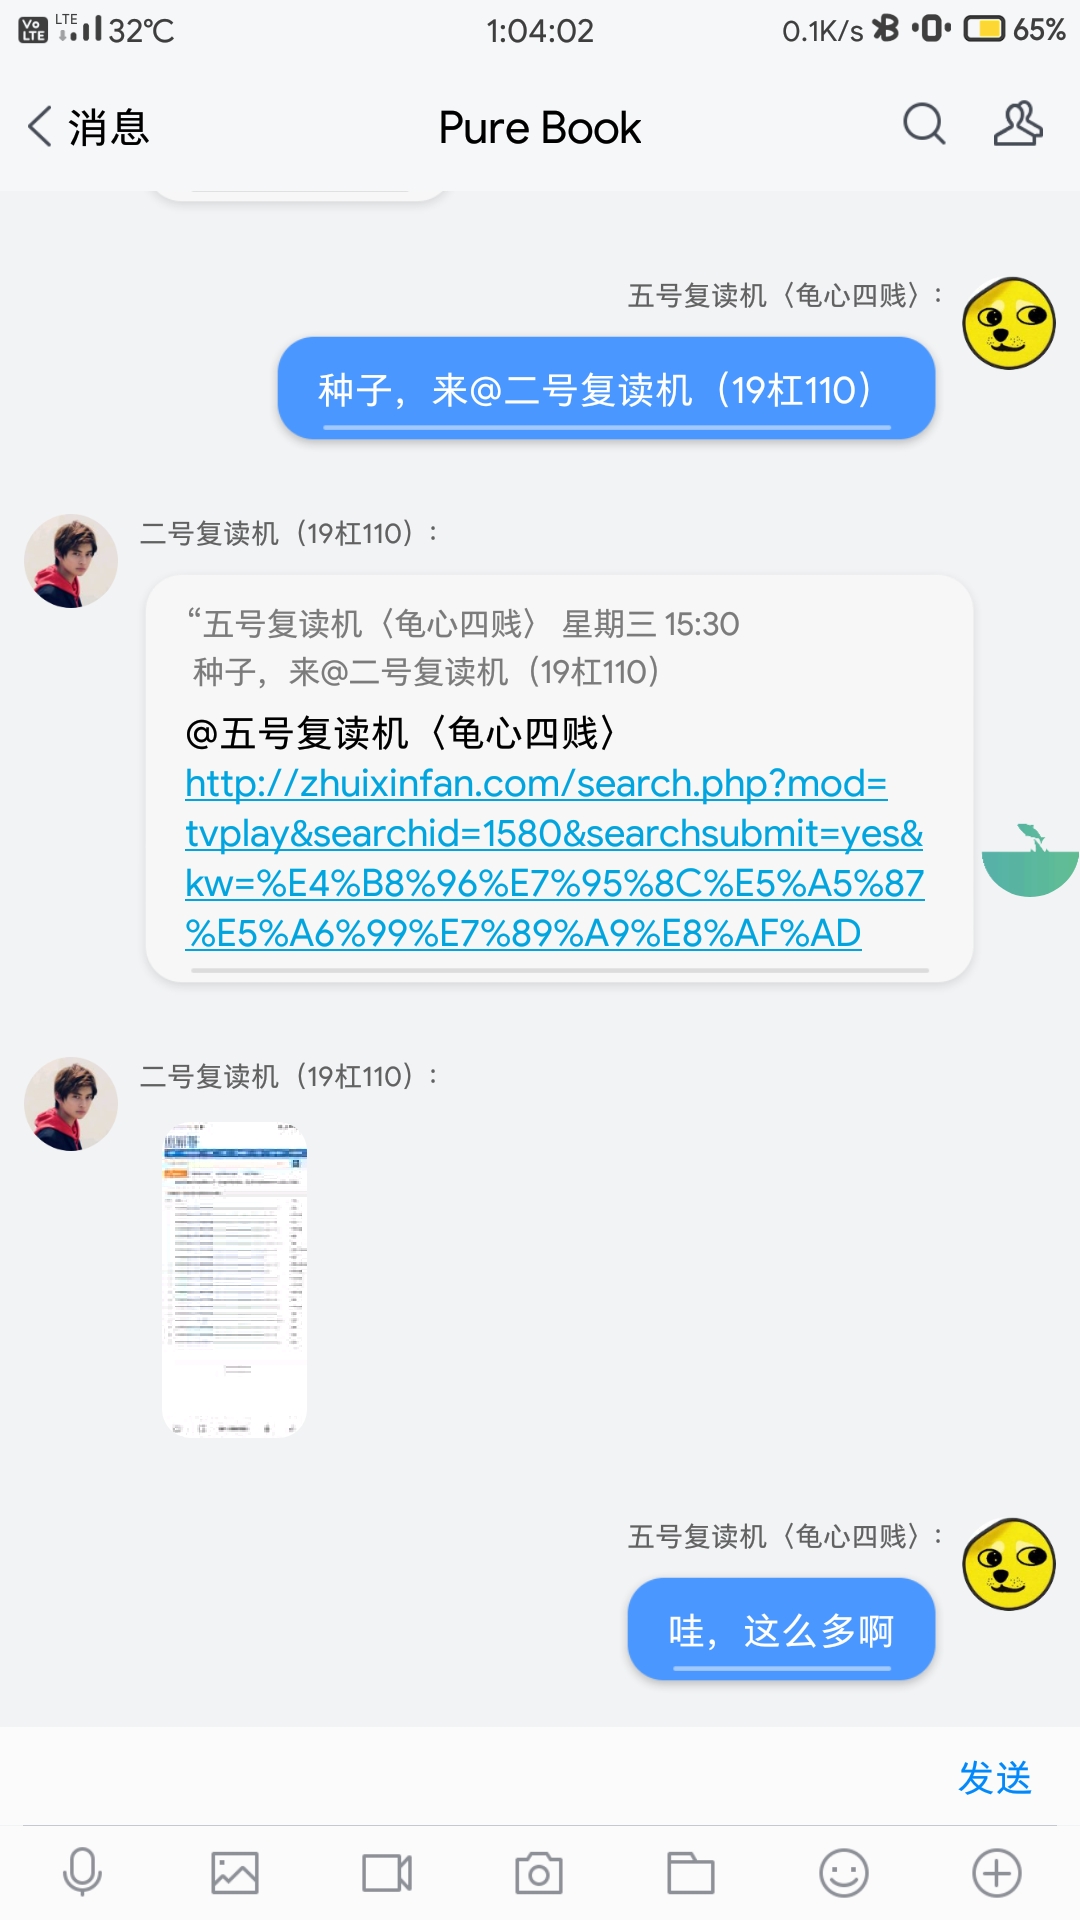 Vo LTE LTE 32℃ 1:04:02 0.1K/s 65%
消息 Pure Book
五号复读机〈龟心四贱〉：
种子，来@二号复读机（19杠110）
二号复读机（19杠110）：
“五号复读机〈龟心四贱〉 星期三 15:30
种子，来@二号复读机（19杠110）
@五号复读机〈龟心四贱〉
http://zhuixinfan.com/search.php?mod=
tvplay&searchid=1580&searchsubmit=yes&
kw=%E4%B8%96%E7%95%8C%E5%A5%87
%E5%A6%99%E7%89%A9%E8%AF%AD
二号复读机（19杠110）：
五号复读机〈龟心四贱〉：
哇，这么多啊
发送